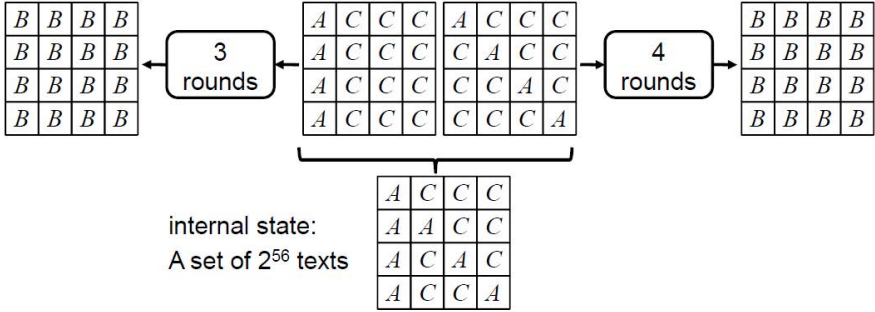 B B B B 3 A C C C A C C C 4 B B B B
B B B B rounds A C C C C A C C rounds B B B B
B B B B A C C C C C A C B B B B
B B B B A C C C C C C A B B B B
A C C C
internal state: A A C C
A set of 2^56 texts A C A C
A C C A